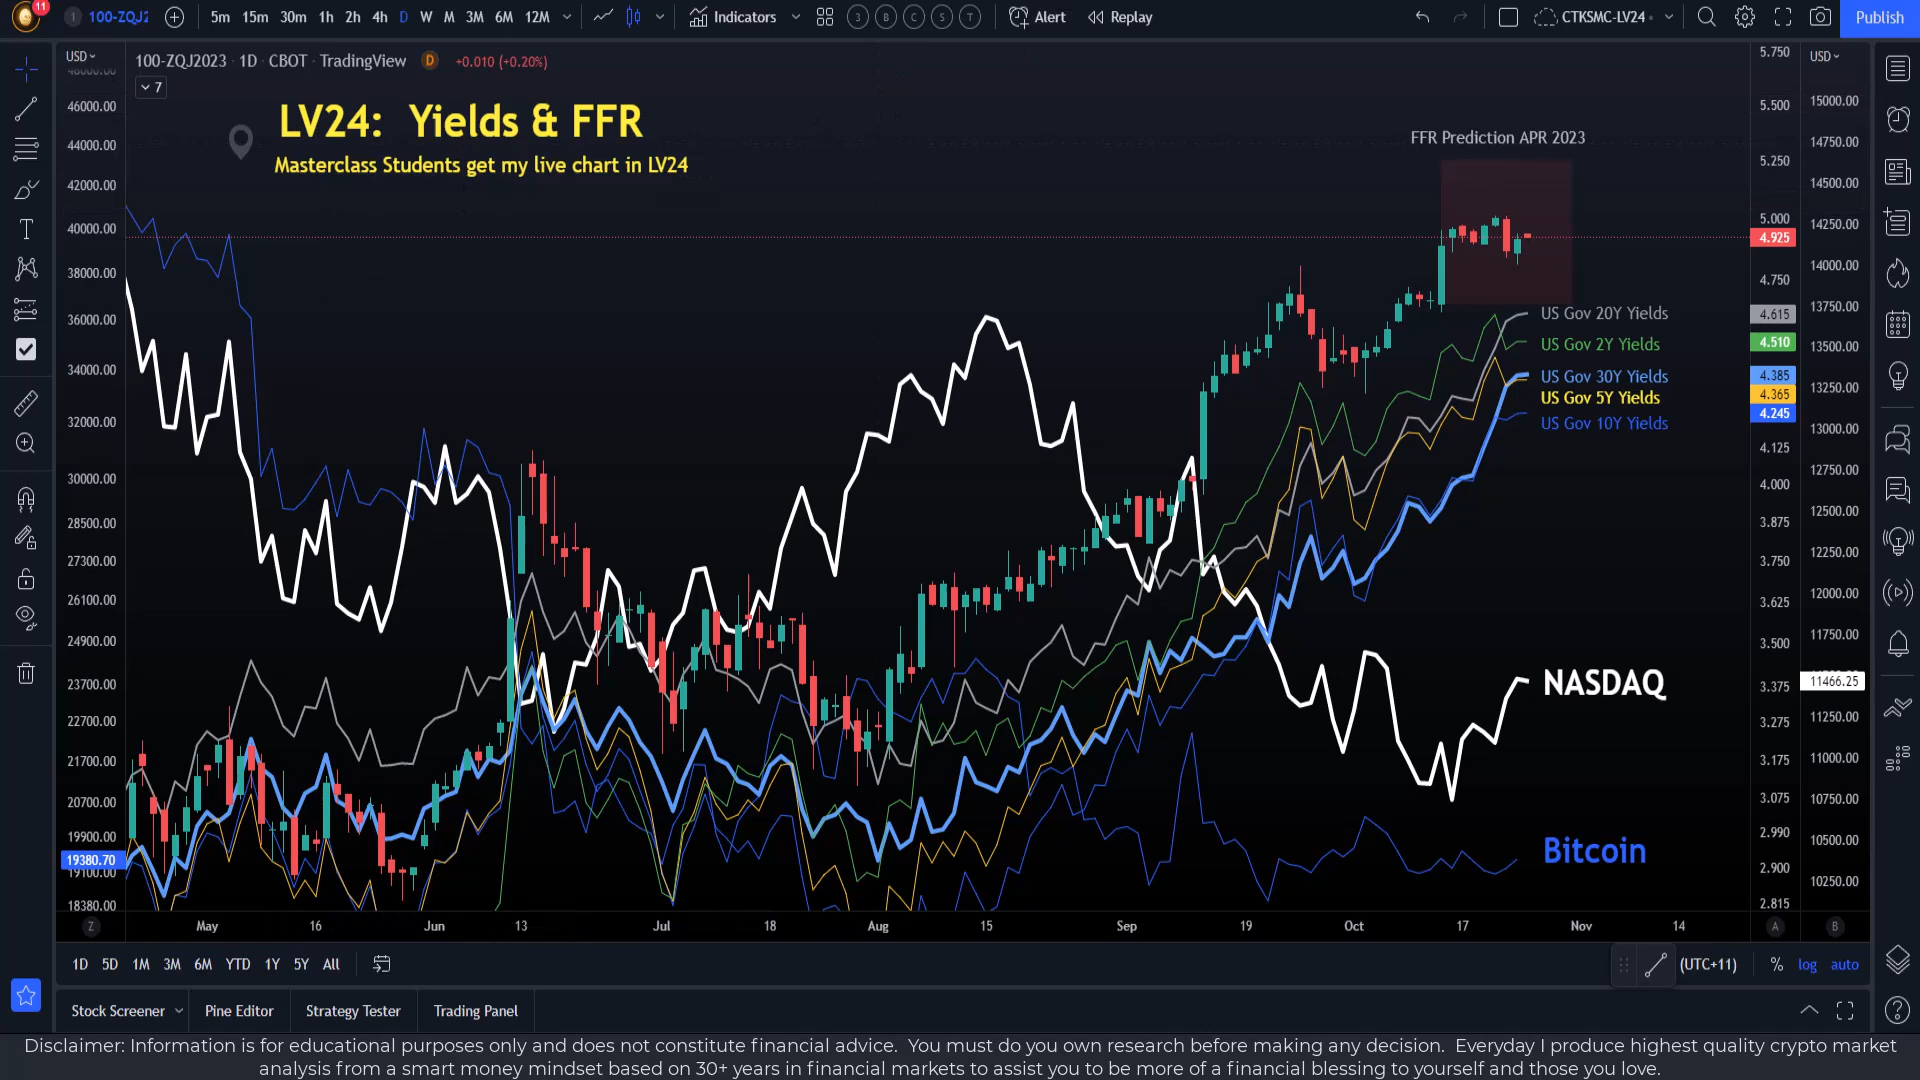 11
1 100-ZQJ2
5m 15m 30m 1h 2h 4h D W M 3M 6M 12M
Indicators
3 B C S T
Alert
Replay
CTKSMC-LV24
Publish
USD
100-ZQJ2023 · 1D · CBOT · TradingView D +0.010 (+0.20%)
7
LV24: Yields & FFR
Masterclass Students get my live chart in LV24
FFR Prediction APR 2023
US Gov 20Y Yields
US Gov 2Y Yields
US Gov 30Y Yields
US Gov 5Y Yields
US Gov 10Y Yields
NASDAQ
Bitcoin
48000.00
46000.00
44000.00
42000.00
40000.00
38000.00
36000.00
34000.00
32000.00
30000.00
28500.00
27300.00
26100.00
24900.00
23700.00
22700.00
21700.00
20700.00
19900.00
19380.70
19100.00
18380.00
5.750
5.500
5.250
5.000
4.925
4.750
4.615
4.510
4.385
4.365
4.245
4.125
4.000
3.875
3.750
3.625
3.500
3.375
3.275
3.175
3.075
2.990
2.900
2.815
USD
15000.00
14750.00
14500.00
14250.00
14000.00
13750.00
13500.00
13250.00
13000.00
12750.00
12500.00
12250.00
12000.00
11750.00
11466.25
11250.00
11000.00
10750.00
10500.00
10250.00
Z May 16 Jun 13 Jul 18 Aug 15 Sep 19 Oct 17 Nov 14 A B
1D 5D 1M 3M 6M YTD 1Y 5Y All
(UTC+11) % log auto
Stock Screener Pine Editor Strategy Tester Trading Panel
Disclaimer: Information is for educational purposes only and does not constitute financial advice. You must do you own research before making any decision. Everyday I produce highest quality crypto market
analysis from a smart money mindset based on 30+ years in financial markets to assist you to be more of a financial blessing to yourself and those you love.